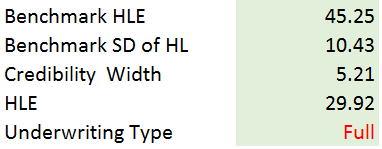 Benchmark HLE 45.25
Benchmark SD of HL 10.43
Credibility Width 5.21
HLE 29.92
Underwriting Type Full